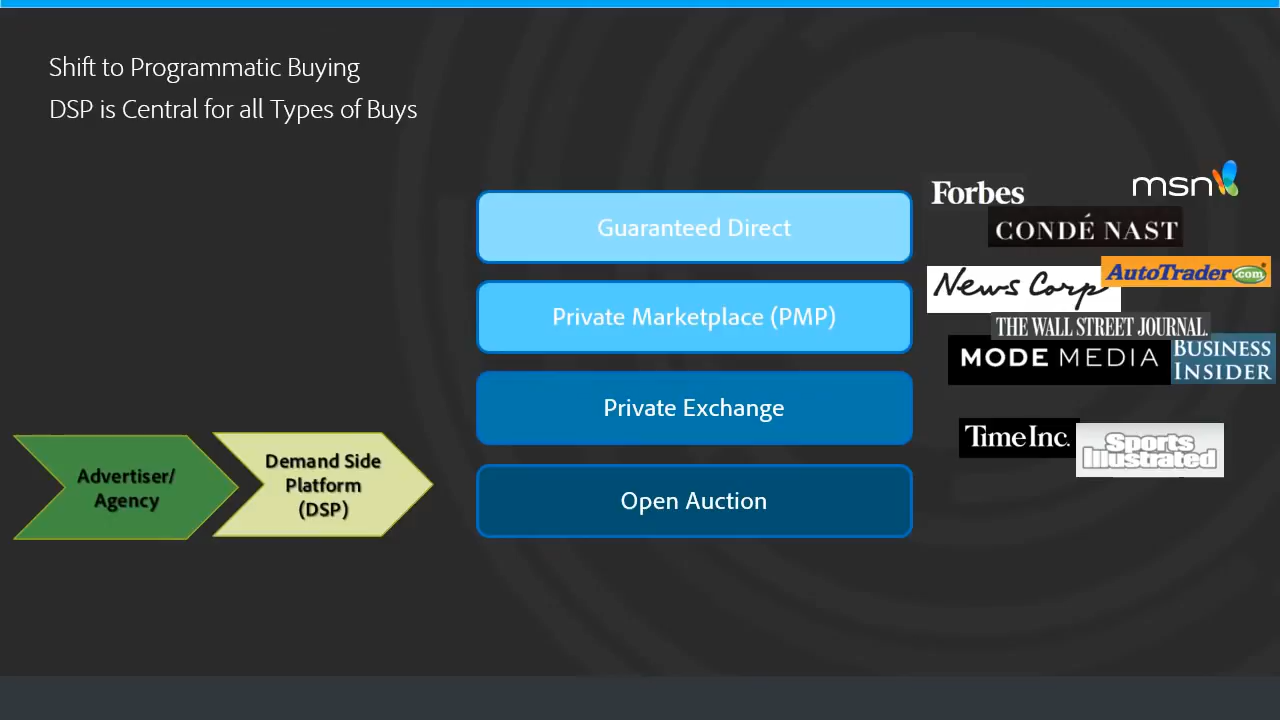 Shift to Programmatic Buying
DSP is Central for all Types of Buys
Guaranteed Direct
Private Marketplace (PMP)
Private Exchange
Open Auction
Advertiser/
Agency
Demand Side
Platform
(DSP)
Forbes
msn
CONDÉ NAST
AutoTrader.com
News Corp
THE WALL STREET JOURNAL.
MODE MEDIA
BUSINESS
INSIDER
Time Inc.
Sports
Illustrated